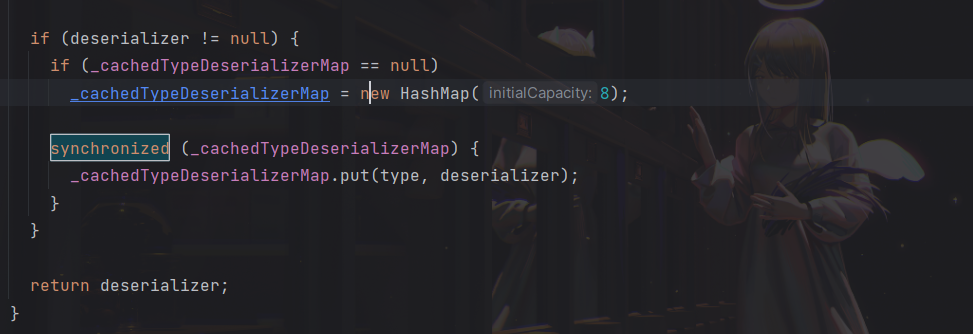 if (deserializer != null) {
if (_cachedTypeDeserializerMap == null)
_cachedTypeDeserializerMap = new HashMap( initialCapacity: 8);
synchronized (_cachedTypeDeserializerMap) {
_cachedTypeDeserializerMap.put(type, deserializer);
}
}
return deserializer;
}